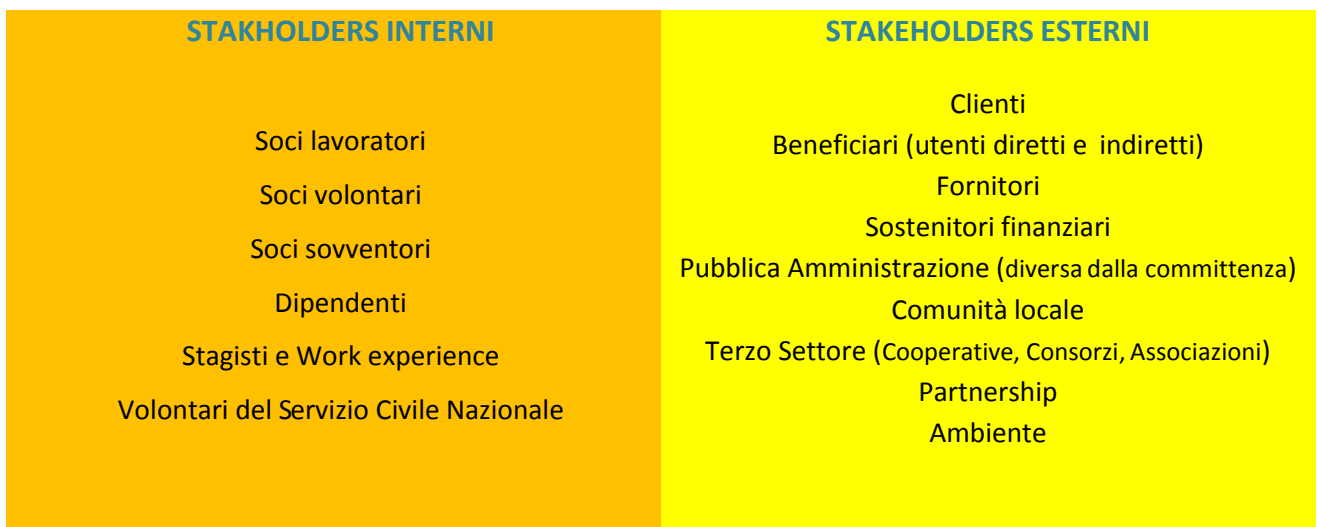 STAKHOLDERS INTERNI
Soci lavoratori
Soci volontari
Soci sovventori
Dipendenti
Stagisti e Work experience
Volontari del Servizio Civile Nazionale
STAKEHOLDERS ESTERNI
Clienti
Beneficiari (utenti diretti e indiretti)
Fornitori
Sostenitori finanziari
Pubblica Amministrazione (diversa dalla committenza)
Comunità locale
Terzo Settore (Cooperative, Consorzi, Associazioni)
Partnership
Ambiente